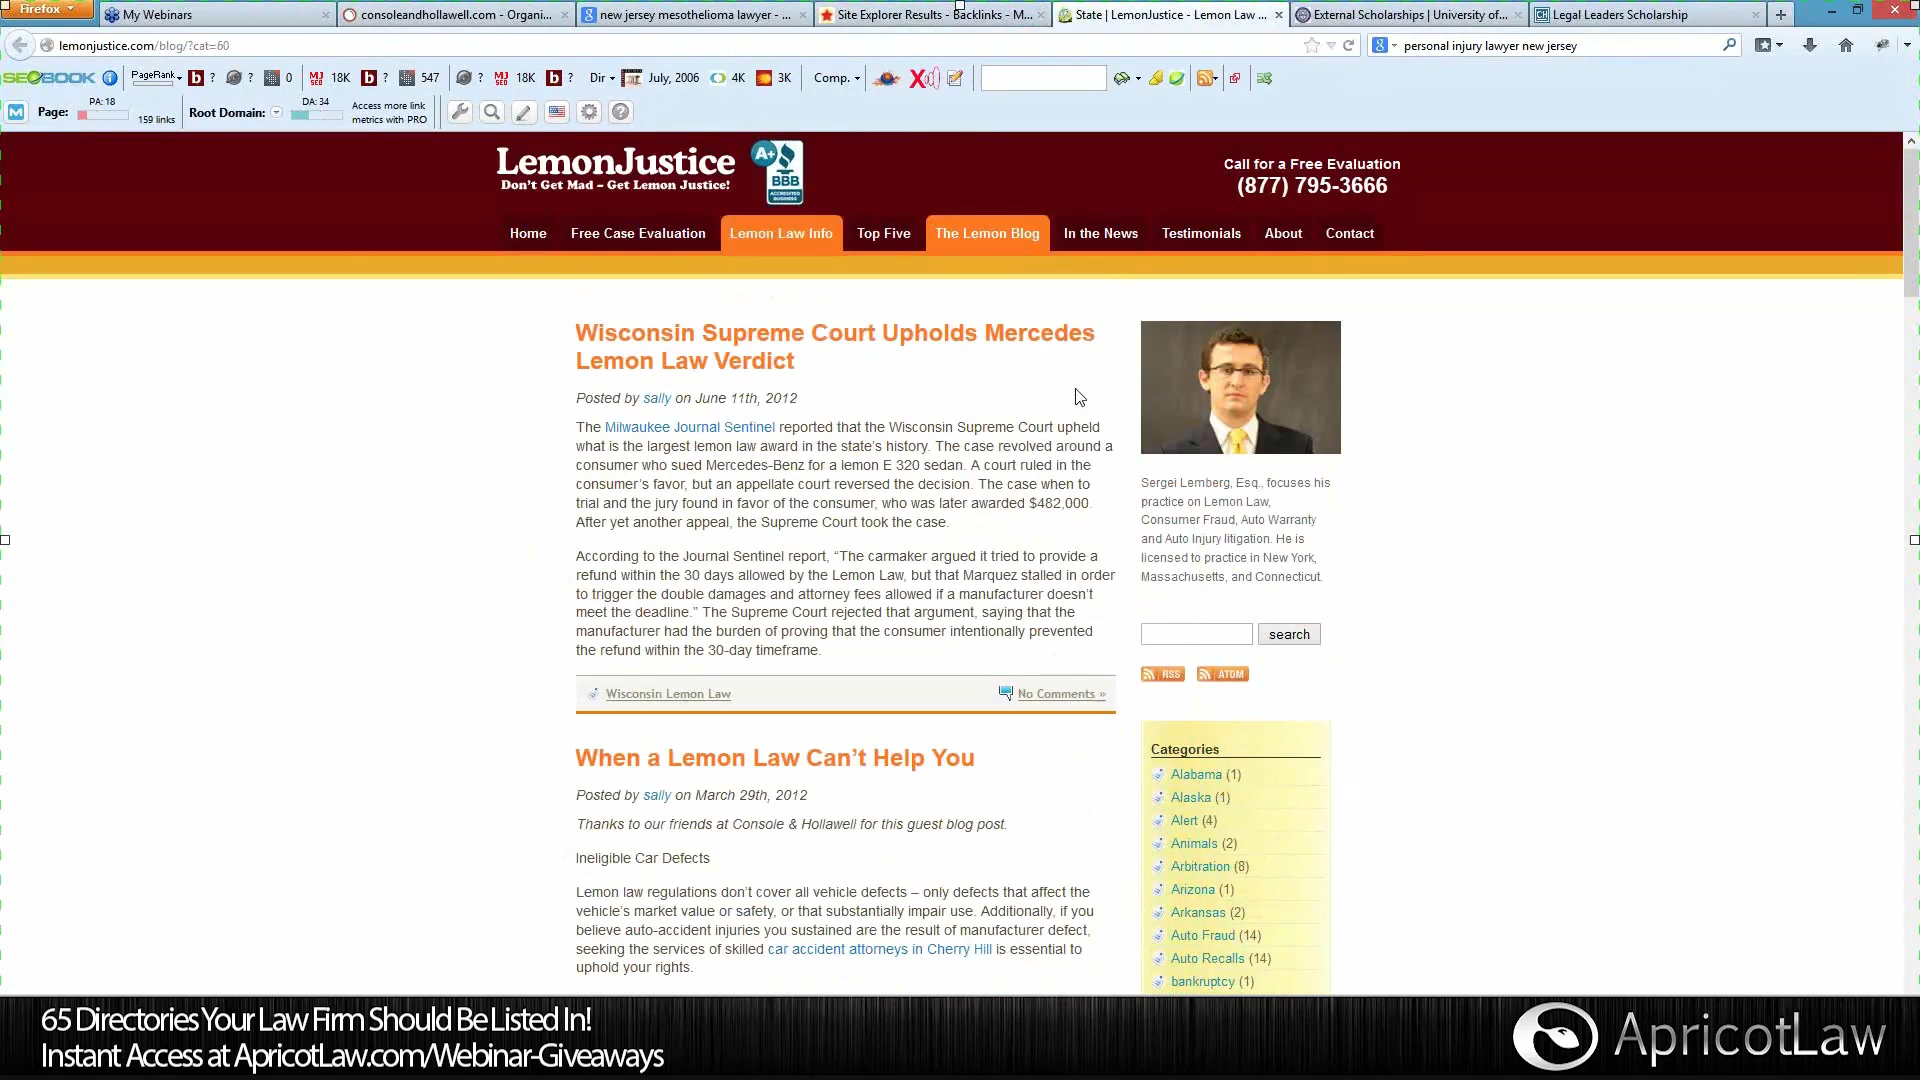 Firefox
My Webinars
consoleandhollawell.com - Organi...
new jersey mesothelioma lawyer - ...
Site Explorer Results - Backlinks - M...
State | LemonJustice - Lemon Law ...
External Scholarships | University of...
Legal Leaders Scholarship
lemonjustice.com/blog/?cat=60
personal injury lawyer new jersey
SEOBOOK
PageRank
b ?
?
0
MJ SEO 18K
b ?
547
?
MJ SEO 18K
b ?
Dir
July, 2006
4K
3K
Comp.
Page:
PA: 18
159 links
Root Domain:
DA: 34
Access more link
metrics with PRO
LemonJustice
Don't Get Mad – Get Lemon Justice!
A+
BBB
ACCREDITED
BUSINESS
Call for a Free Evaluation
(877) 795-3666
Home
Free Case Evaluation
Lemon Law Info
Top Five
The Lemon Blog
In the News
Testimonials
About
Contact
Wisconsin Supreme Court Upholds Mercedes
Lemon Law Verdict
Posted by sally on June 11th, 2012
The Milwaukee Journal Sentinel reported that the Wisconsin Supreme Court upheld
what is the largest lemon law award in the state's history. The case revolved around a
consumer who sued Mercedes-Benz for a lemon E 320 sedan. A court ruled in the
consumer's favor, but an appellate court reversed the decision. The case when to
trial and the jury found in favor of the consumer, who was later awarded $482,000.
After yet another appeal, the Supreme Court took the case.
According to the Journal Sentinel report, “The carmaker argued it tried to provide a
refund within the 30 days allowed by the Lemon Law, but that Marquez stalled in order
to trigger the double damages and attorney fees allowed if a manufacturer doesn't
meet the deadline.” The Supreme Court rejected that argument, saying that the
manufacturer had the burden of proving that the consumer intentionally prevented
the refund within the 30-day timeframe.
Wisconsin Lemon Law
No Comments »
When a Lemon Law Can't Help You
Posted by sally on March 29th, 2012
Thanks to our friends at Console & Hollawell for this guest blog post.
Ineligible Car Defects
Lemon law regulations don't cover all vehicle defects – only defects that affect the
vehicle's market value or safety, or that substantially impair use. Additionally, if you
believe auto-accident injuries you sustained are the result of manufacturer defect,
seeking the services of skilled car accident attorneys in Cherry Hill is essential to
uphold your rights.
Sergei Lemberg, Esq., focuses his
practice on Lemon Law,
Consumer Fraud, Auto Warranty
and Auto Injury litigation. He is
licensed to practice in New York,
Massachusetts, and Connecticut.
search
RSS
ATOM
Categories
Alabama (1)
Alaska (1)
Alert (4)
Animals (2)
Arbitration (8)
Arizona (1)
Arkansas (2)
Auto Fraud (14)
Auto Recalls (14)
bankruptcy (1)
65 Directories Your Law Firm Should Be Listed In!
Instant Access at ApricotLaw.com/Webinar-Giveaways
ApricotLaw